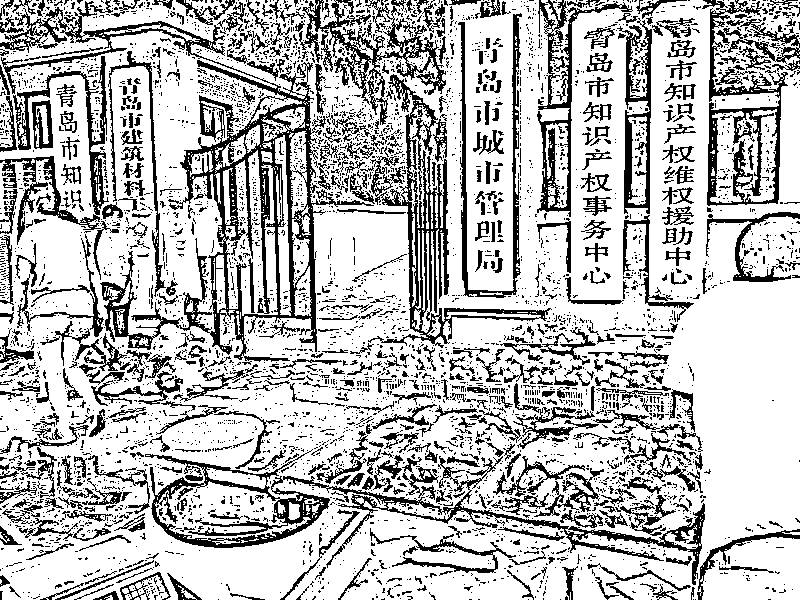 青岛市知识
青岛市建筑材料工
青岛市城市管理局
青岛市知识产权事务中心
青岛市知识产权维权援助中心